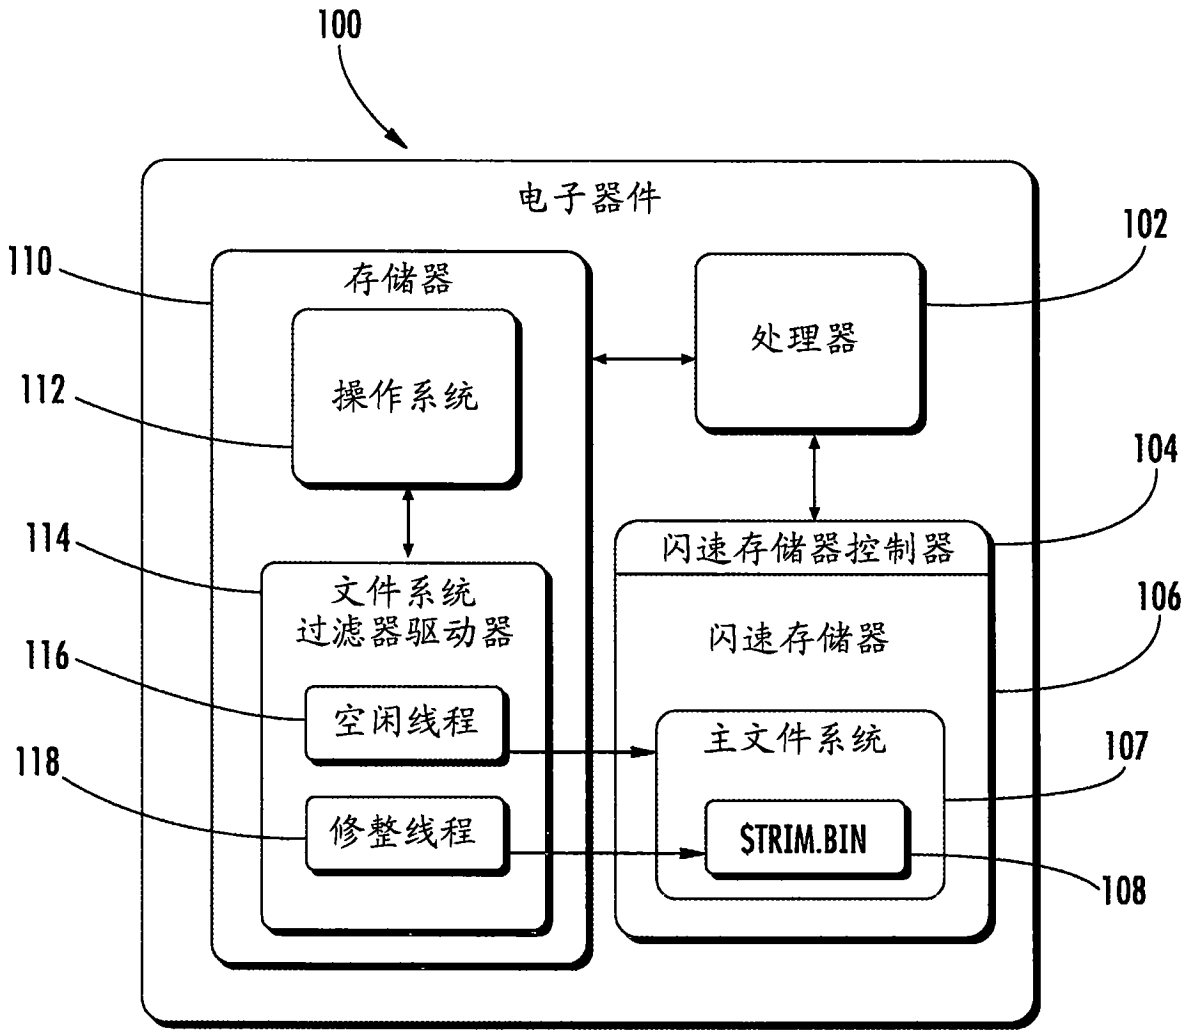 100
电子器件
102
110
存储器
处理器
112
操作系统
104
114
闪速存储器控制器
文件系统
过滤器驱动器
106
闪速存储器
116
空闲线程
主文件系统
107
118
修整线程
$TRIM.BIN
108